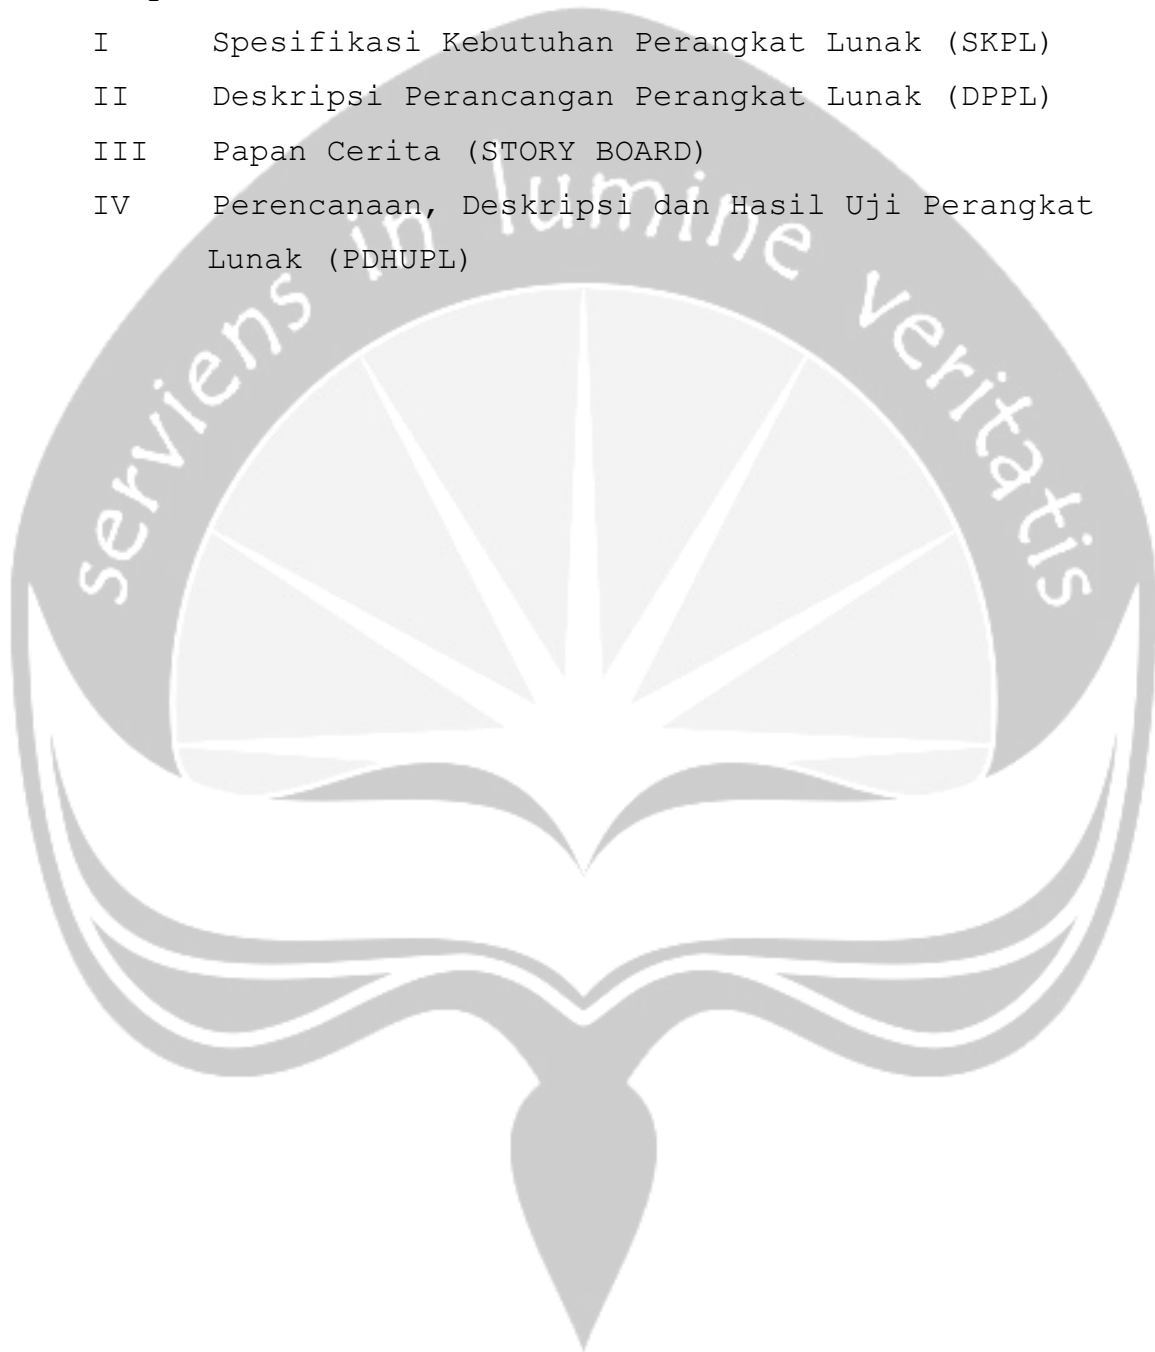 I Spesifikasi Kebutuhan Perangkat Lunak (SKPL)
II Deskripsi Perancangan Perangkat Lunak (DPPL)
III Papan Cerita (STORY BOARD)
IV Perencanaan, Deskripsi dan Hasil Uji Perangkat
Lunak (PDHUPL)
serviens in lumine veritatis